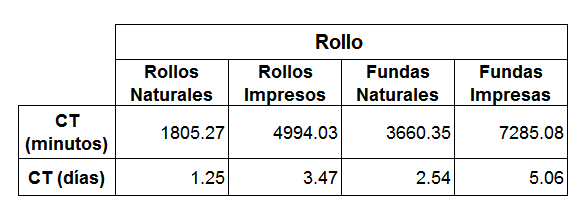 Rollo
Rollos Naturales Rollos Impresos Fundas Naturales Fundas Impresas
CT (minutos) 1805.27 4994.03 3660.35 7285.08
CT (días) 1.25 3.47 2.54 5.06